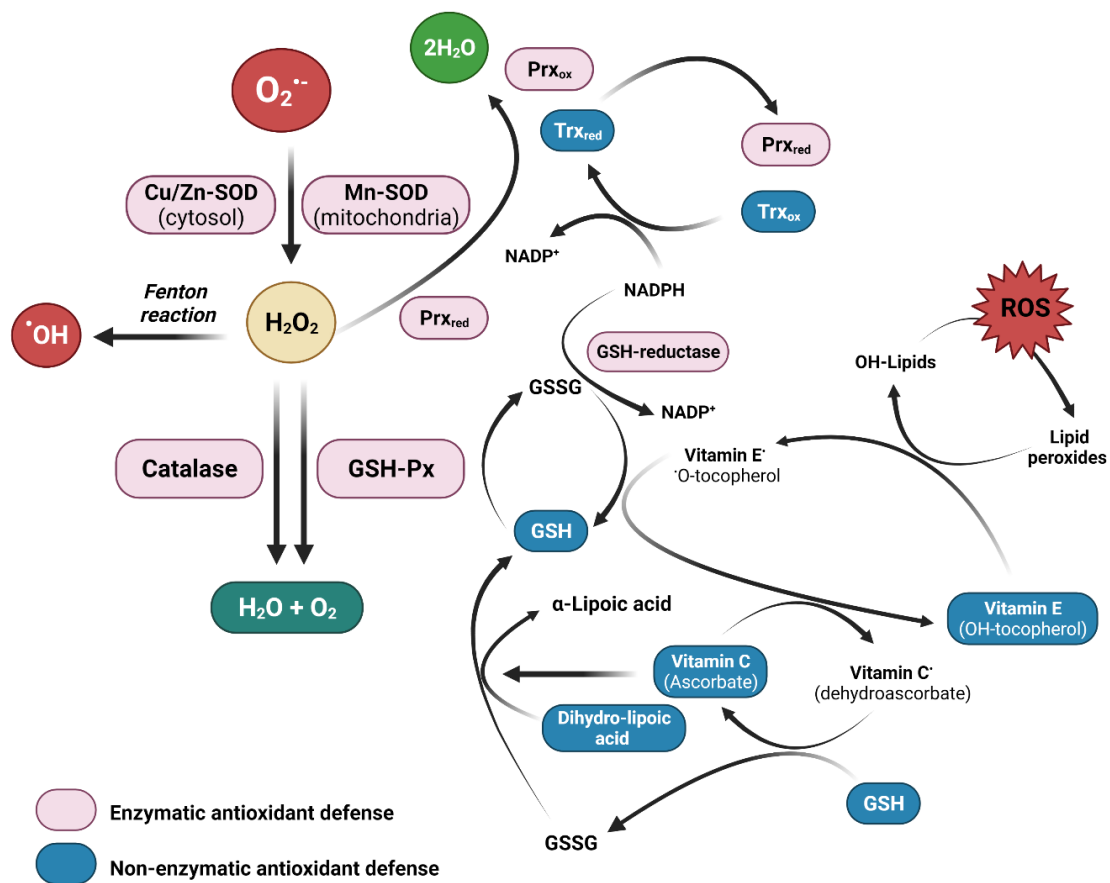 2H₂O
O₂•-
Prxₒₓ
Trx_red
Prx_red
Cu/Zn-SOD
(cytosol)
Mn-SOD
(mitochondria)
Trxₒₓ
NADP⁺
NADPH
Fenton
reaction
•OH
H₂O₂
Prx_red
ROS
GSH-reductase
OH-Lipids
GSSG
NADP⁺
Lipid
peroxides
Vitamin E•
•O-tocopherol
Catalase
GSH-Px
GSH
H₂O + O₂
α-Lipoic acid
Vitamin E
(OH-tocopherol)
Vitamin C
(Ascorbate)
Vitamin C•
(dehydroascorbate)
Dihydro-lipoic
acid
GSH
GSSG
Enzymatic antioxidant defense
Non-enzymatic antioxidant defense